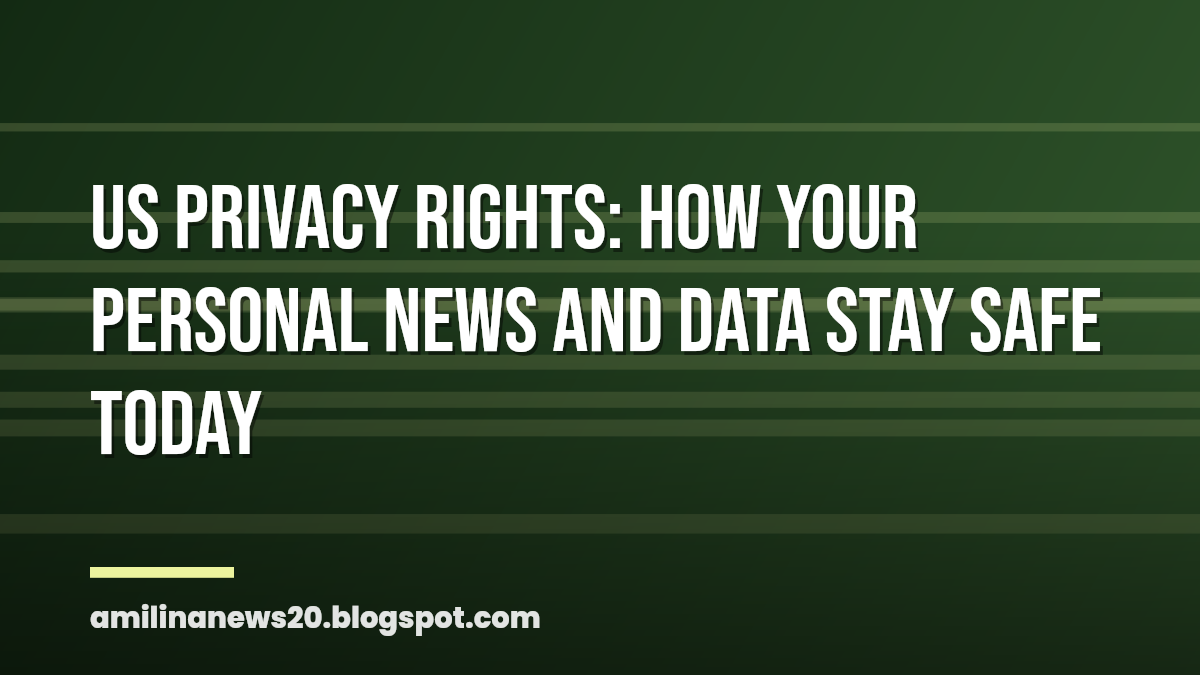 US PRIVACY RIGHTS: HOW YOUR
PERSONAL NEWS AND DATA STAY SAFE
TODAY
amilinanews20.blogspot.com